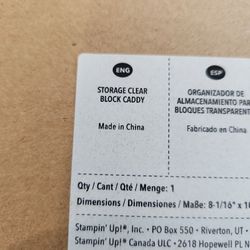 ENG
STORAGE CLEAR
BLOCK CADDY
Made in China
ESP
ORGANIZADOR DE
ALMACENAMIENTO PAR
BLOQUES TRANSPARENT
Fabricado en China
Qty / Cant / Qté / Menge: 1
Dimensions / Dimensiones / Maße: 8-1/16" x 10
Stampin' Up!®, Inc. • PO Box 550 • Riverton, UT
Stampin' Up!® Canada ULC • 2618 Hopewell Pl N